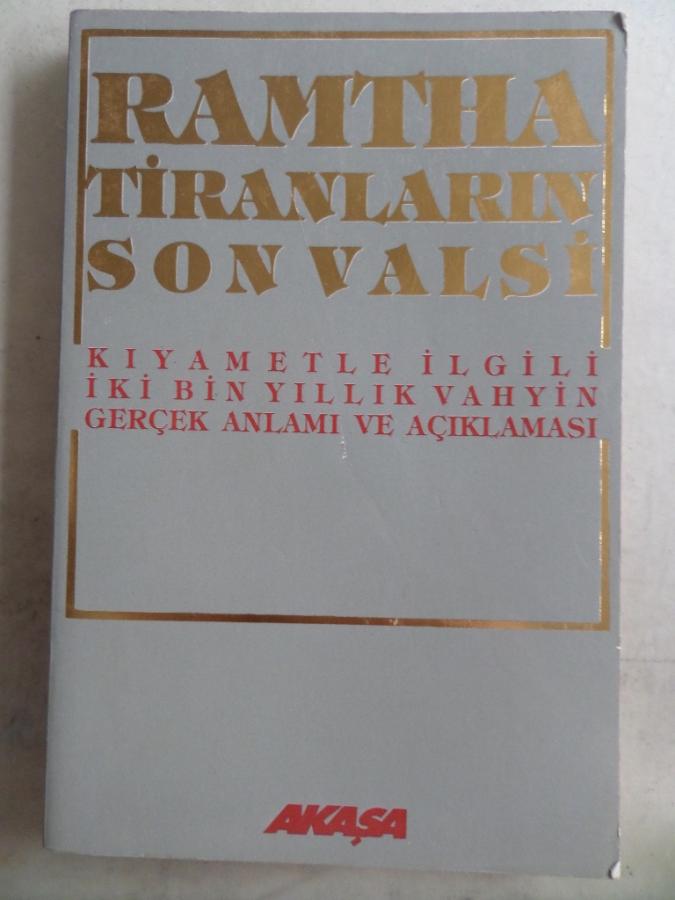 RAMTHA
TİRANLARIN
SON VALSİ
KIYAMETLE İLGİLİ
İKİ BİN YILLIK VAHYİN
GERÇEK ANLAMI VE AÇIKLAMASI
AKAŞA